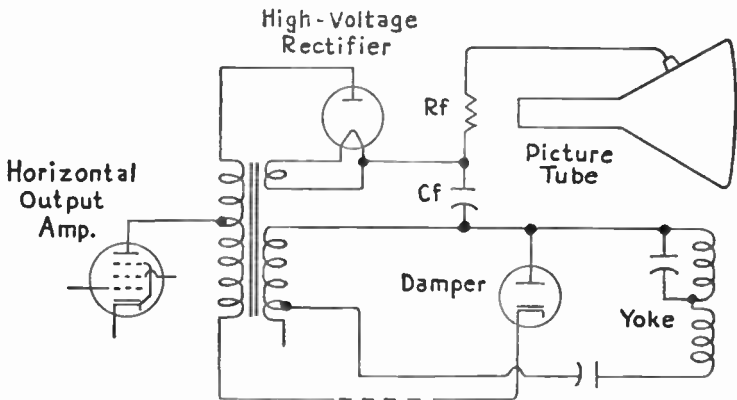 High-Voltage
Rectifier
Rf
Picture
Tube
Horizontal
Output
Amp.
Cf
Damper
Yoke